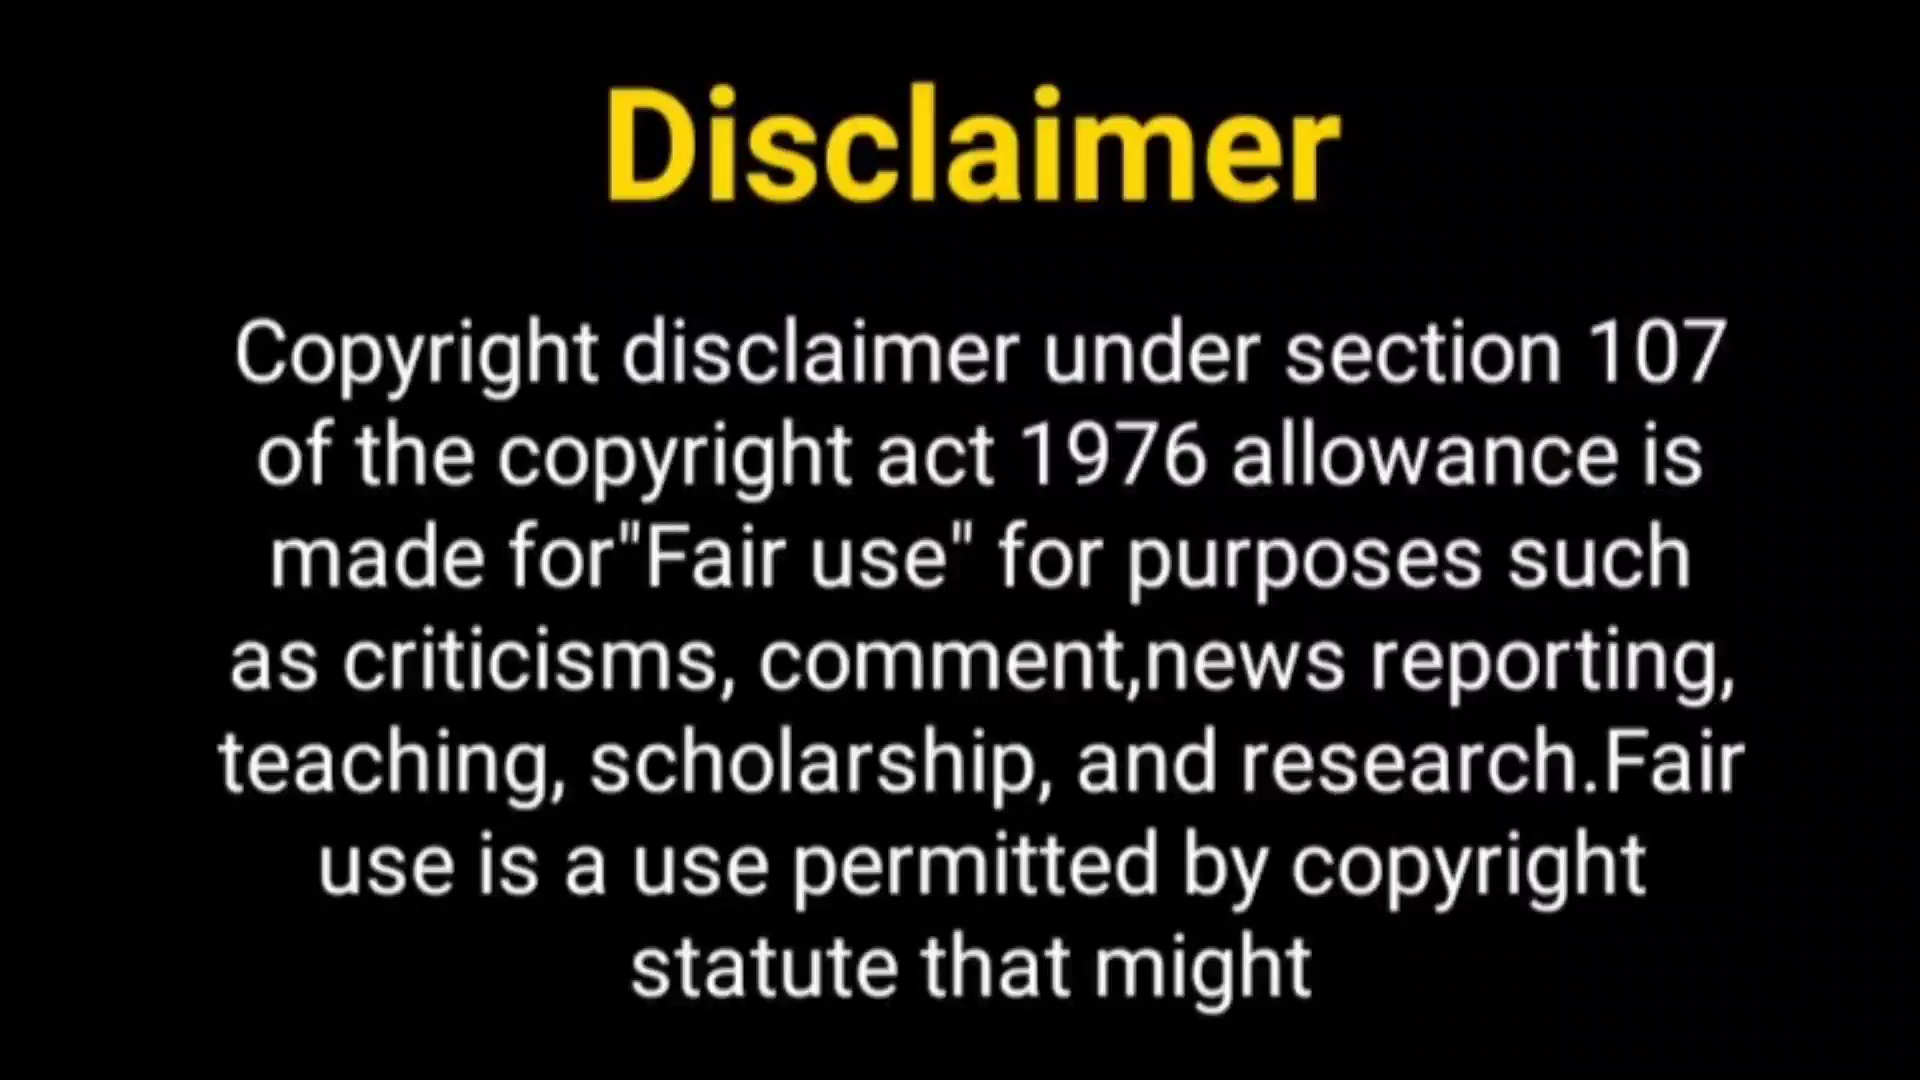 Disclaimer
Copyright disclaimer under section 107
of the copyright act 1976 allowance is
made for"Fair use" for purposes such
as criticisms, comment,news reporting,
teaching, scholarship, and research.Fair
use is a use permitted by copyright
statute that might